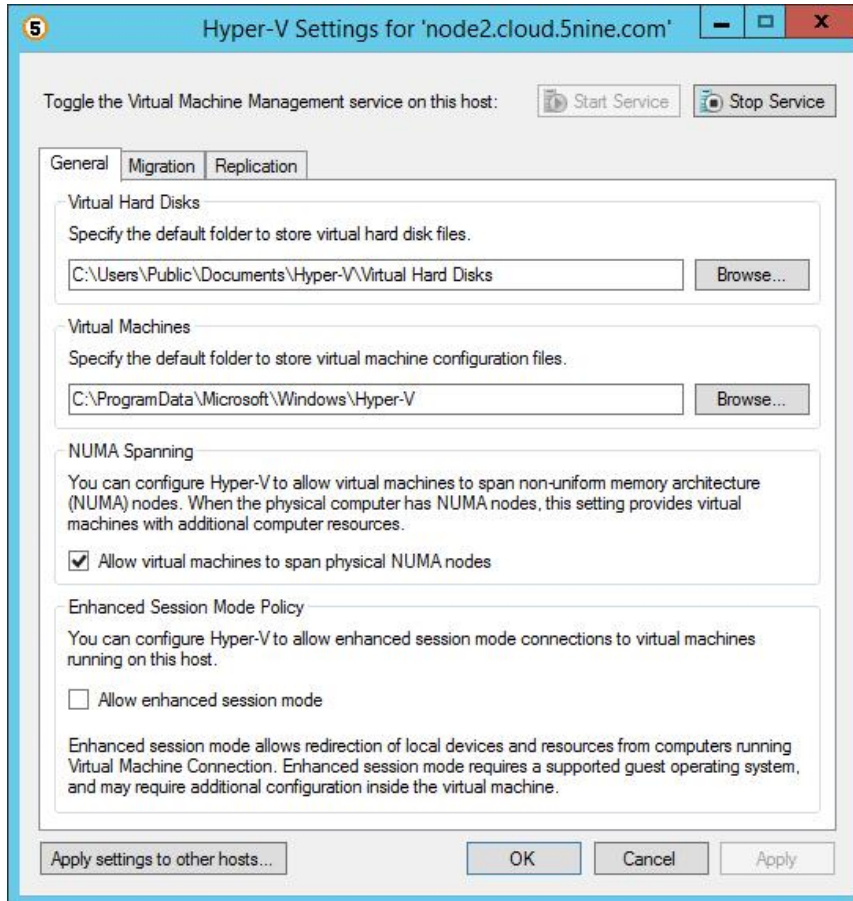 5
Hyper-V Settings for 'node2.cloud.5nine.com'
Toggle the Virtual Machine Management service on this host:
Start Service
Stop Service
General
Migration
Replication
Virtual Hard Disks
Specify the default folder to store virtual hard disk files.
C:\Users\Public\Documents\Hyper-V\Virtual Hard Disks
Browse...
Virtual Machines
Specify the default folder to store virtual machine configuration files.
C:\ProgramData\Microsoft\Windows\Hyper-V
Browse...
NUMA Spanning
You can configure Hyper-V to allow virtual machines to span non-uniform memory architecture
(NUMA) nodes. When the physical computer has NUMA nodes, this setting provides virtual
machines with additional computer resources.
Allow virtual machines to span physical NUMA nodes
Enhanced Session Mode Policy
You can configure Hyper-V to allow enhanced session mode connections to virtual machines
running on this host.
Allow enhanced session mode
Enhanced session mode allows redirection of local devices and resources from computers running
Virtual Machine Connection. Enhanced session mode requires a supported guest operating system,
and may require additional configuration inside the virtual machine.
Apply settings to other hosts...
OK
Cancel
Apply